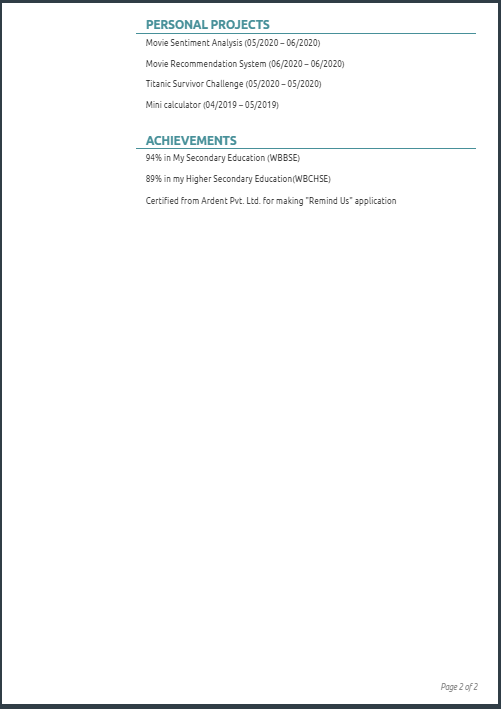 PERSONAL PROJECTS
Movie Sentiment Analysis (05/2020 – 06/2020)
Movie Recommendation System (06/2020 – 06/2020)
Titanic Survivor Challenge (05/2020 – 05/2020)
Mini calculator (04/2019 – 05/2019)
ACHIEVEMENTS
94% in My Secondary Education (WBBSE)
89% in my Higher Secondary Education(WBCHSE)
Certified from Ardent Pvt. Ltd. for making "Remind Us" application
Page 2 of 2